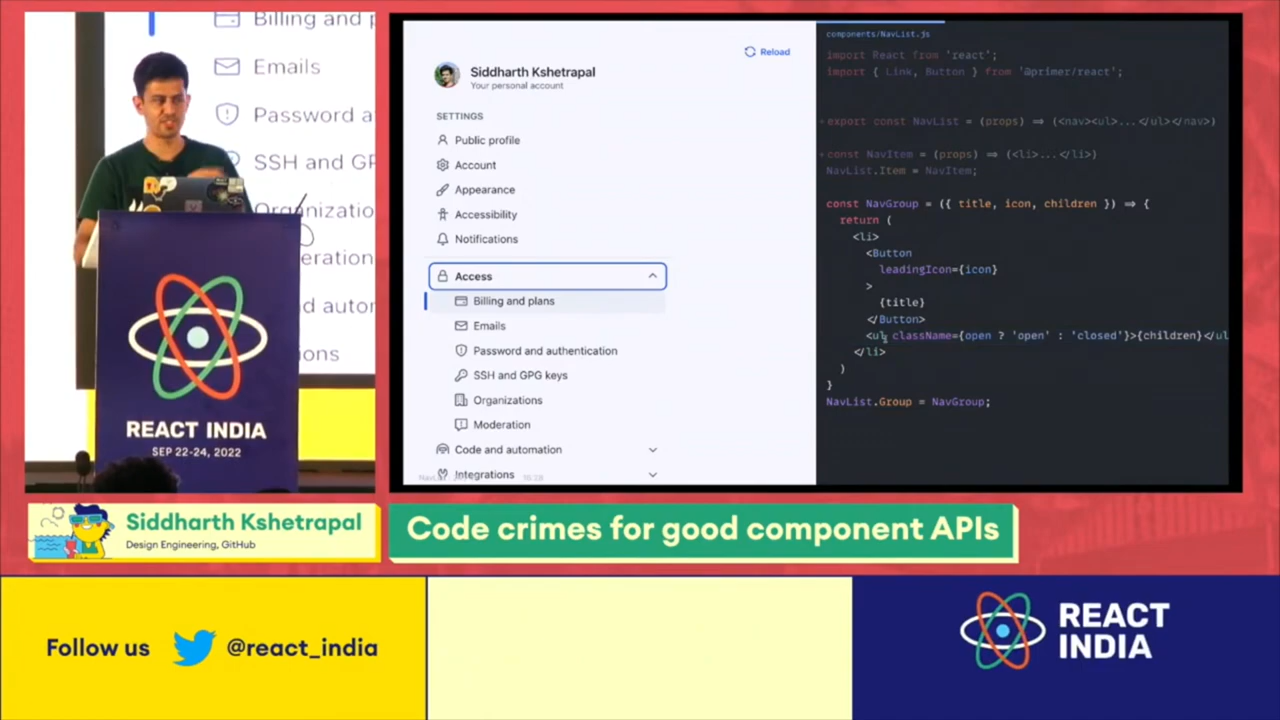 Billing and p
Emails
Password a
SSH and GP
Organizatio
eration
d autor
ions
REACT INDIA
SEP 22-24, 2022
Reload
Siddharth Kshetrapal
Your personal account
SETTINGS
Public profile
Account
Appearance
Accessibility
Notifications
Access
Billing and plans
Emails
Password and authentication
SSH and GPG keys
Organizations
Moderation
Code and automation
Integrations
components/NavList.js
import React from 'react';
import { Link, Button } from '@primer/react';
export const NavList = (props) ⇒ (<nav><ul>...</ul></nav>)
const NavItem = (props) ⇒ (<li>...</li>)
NavList.Item = NavItem;
const NavGroup = ({ title, icon, children }) ⇒ {
return (
<li>
<Button
leadingIcon={icon}
>
{title}
</Button>
<ul className={open ? 'open' : 'closed'}>{children}</ul
</li>
)
}
NavList.Group = NavGroup;
Siddharth Kshetrapal
Design Engineering, GitHub
Code crimes for good component APIs
Follow us @react_india
REACT
INDIA